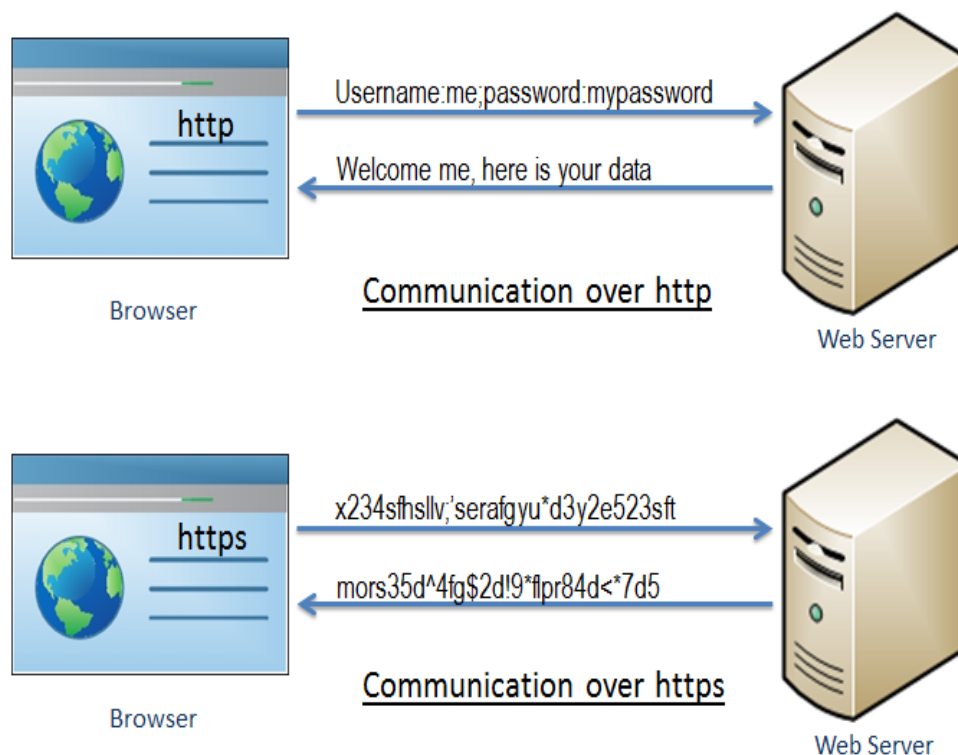 http
Username:me;password:mypassword
Welcome me, here is your data
Communication over http
Browser
Web Server
https
x234sfhsllv;’serafgyu*d3y2e523sft
mors35d^4fg$2d!9*flpr84d<*7d5
Communication over https
Browser
Web Server